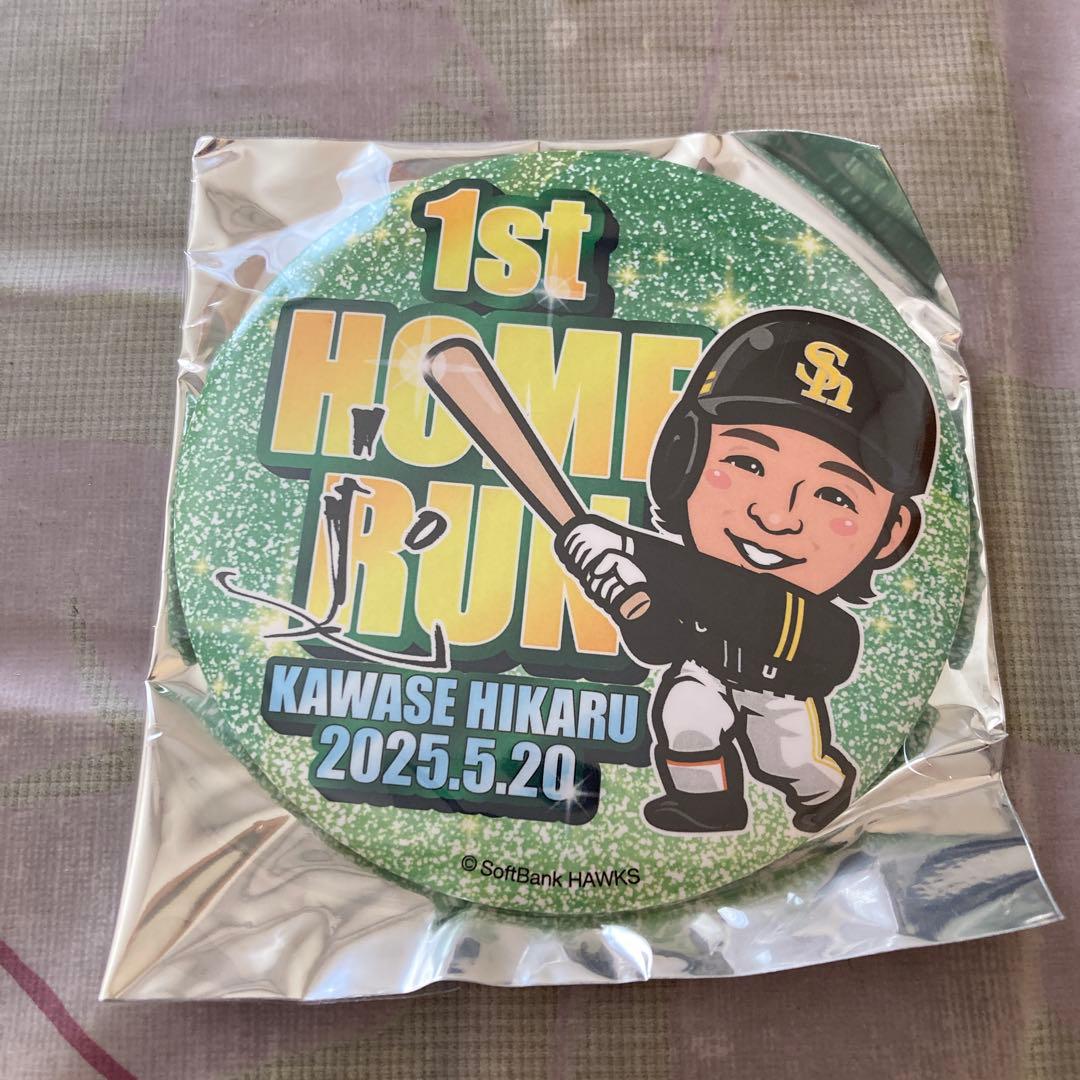 1st
HOME
RUN
KAWASE HIKARU
2025.5.20
© SoftBank HAWKS
Sh